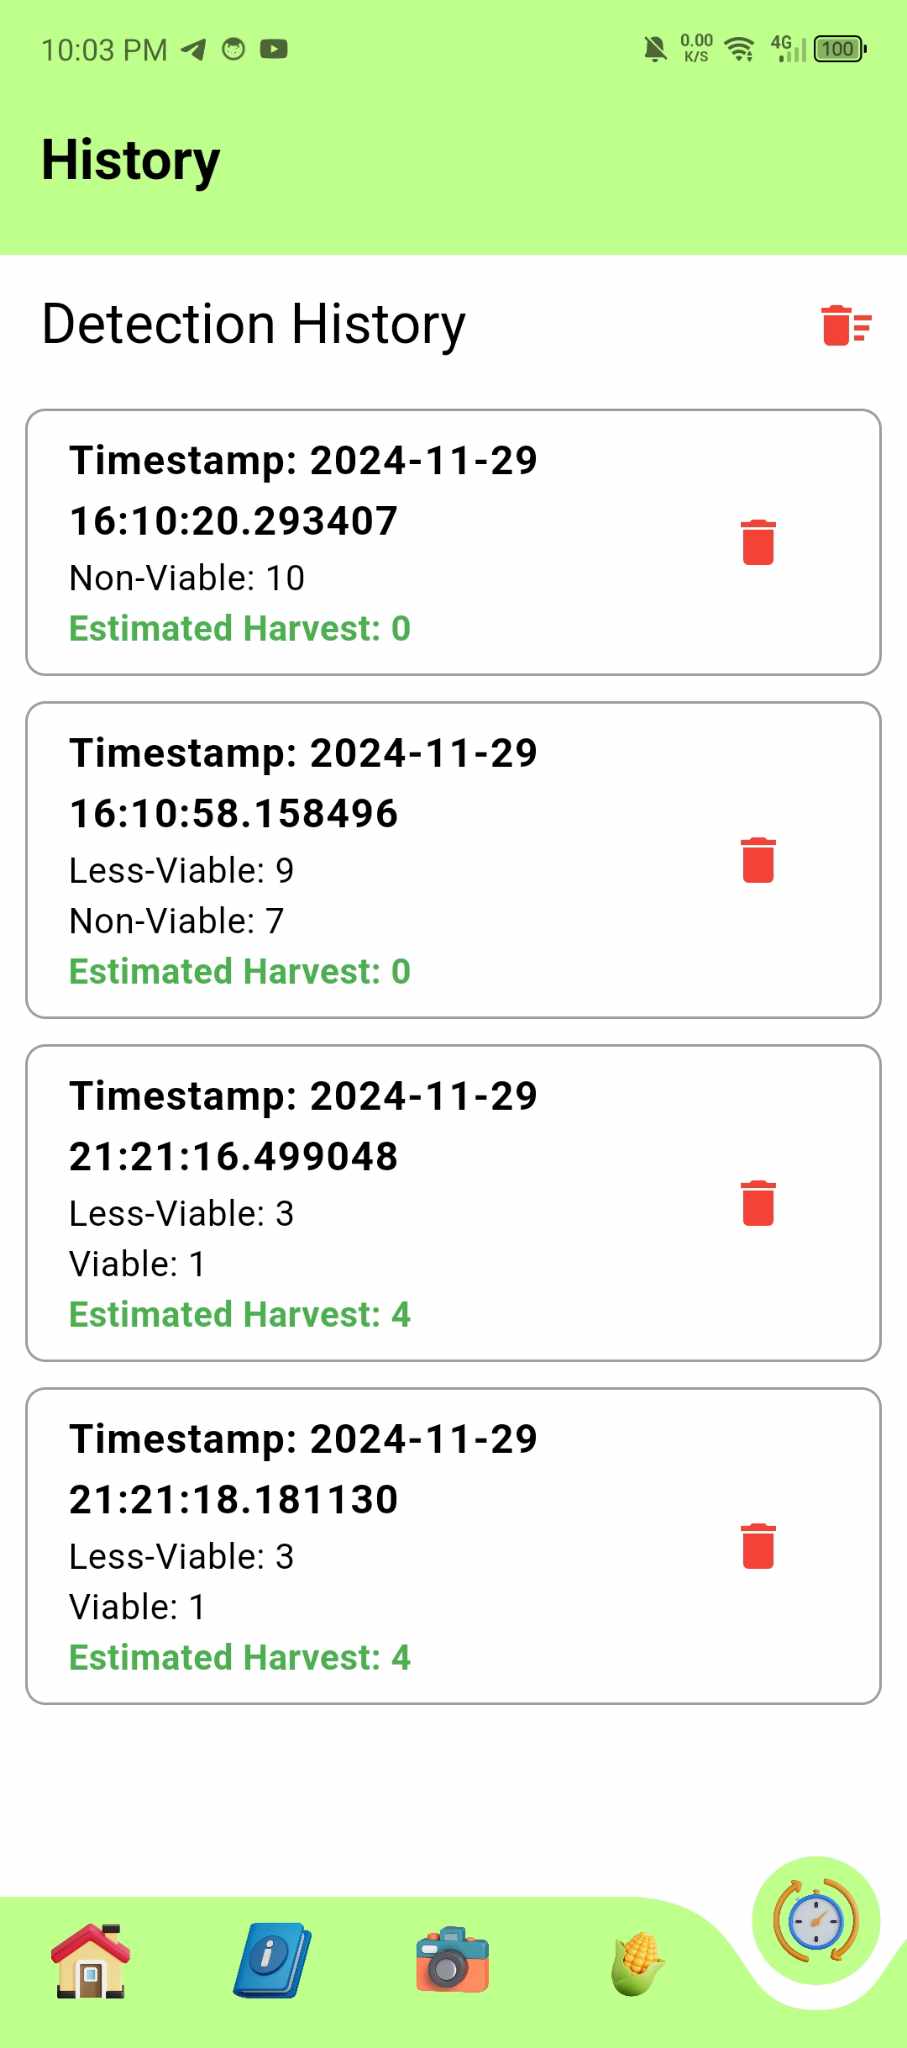 10:03 PM
0.00
K/S
4G
100
History
Detection History
Timestamp: 2024-11-29
16:10:20.293407
Non-Viable: 10
Estimated Harvest: 0
Timestamp: 2024-11-29
16:10:58.158496
Less-Viable: 9
Non-Viable: 7
Estimated Harvest: 0
Timestamp: 2024-11-29
21:21:16.499048
Less-Viable: 3
Viable: 1
Estimated Harvest: 4
Timestamp: 2024-11-29
21:21:18.181130
Less-Viable: 3
Viable: 1
Estimated Harvest: 4